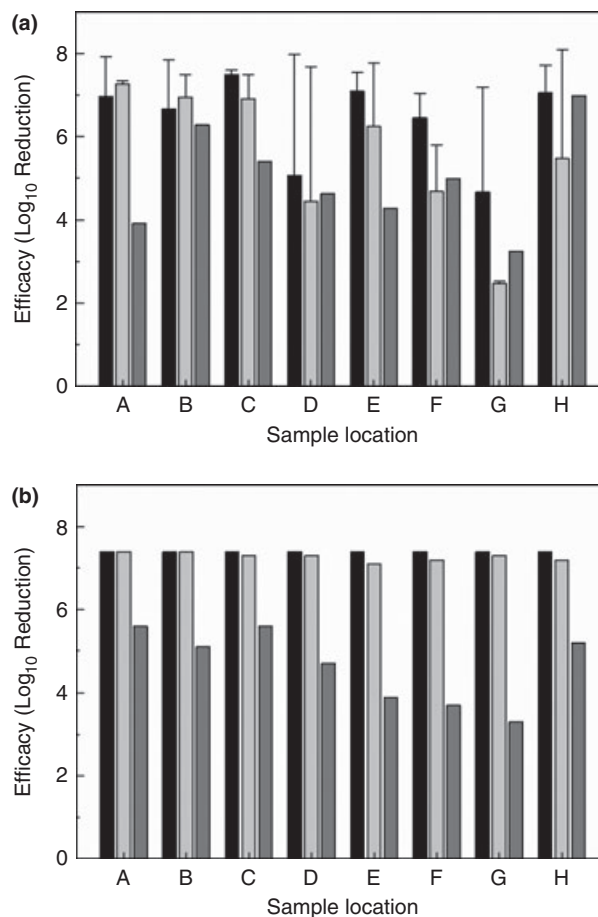 (a)
8
6
4
2
0
Efficacy (Log₁₀ Reduction)
A B C D E F G H
Sample location
(b)
8
6
4
2
0
Efficacy (Log₁₀ Reduction)
A B C D E F G H
Sample location